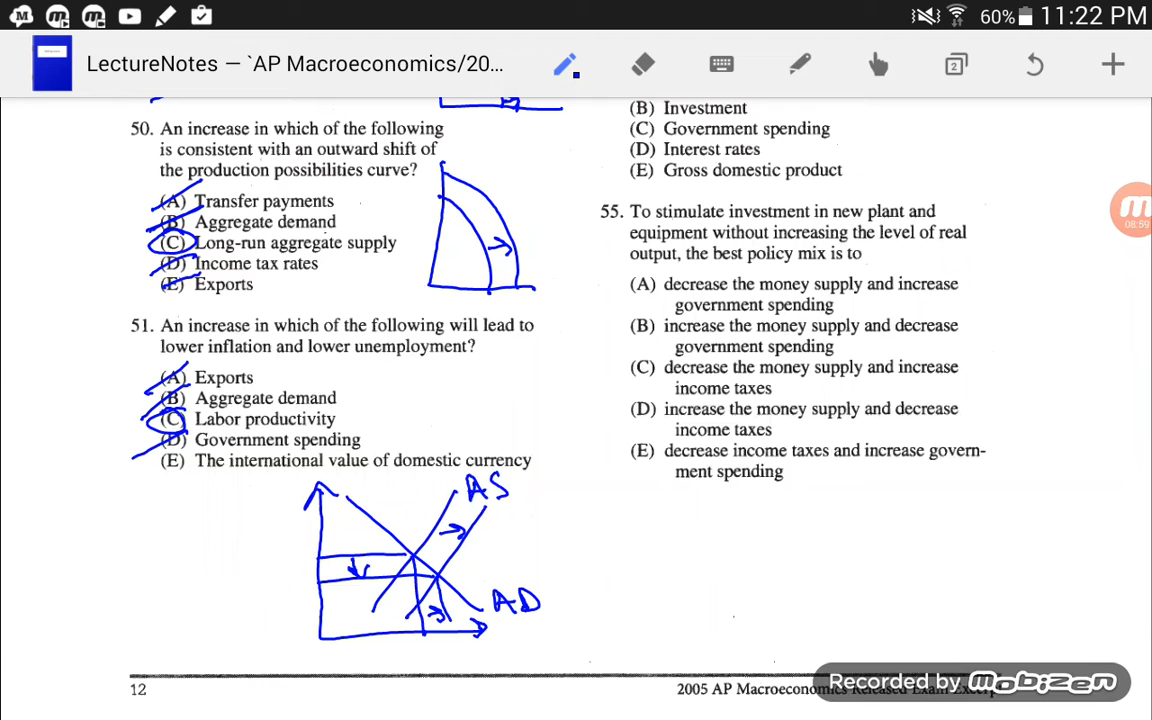 60% 11:22 PM
LectureNotes — `AP Macroeconomics/20...
2
50. An increase in which of the following
is consistent with an outward shift of
the production possibilities curve?
(A) Transfer payments
(B) Aggregate demand
(C) Long-run aggregate supply
(D) Income tax rates
(E) Exports
51. An increase in which of the following will lead to
lower inflation and lower unemployment?
(A) Exports
(B) Aggregate demand
(C) Labor productivity
(D) Government spending
(E) The international value of domestic currency
AS
AD
12
(B) Investment
(C) Government spending
(D) Interest rates
(E) Gross domestic product
55. To stimulate investment in new plant and
equipment without increasing the level of real
output, the best policy mix is to
(A) decrease the money supply and increase
government spending
(B) increase the money supply and decrease
government spending
(C) decrease the money supply and increase
income taxes
(D) increase the money supply and decrease
income taxes
(E) decrease income taxes and increase govern-
ment spending
08:59
2005 AP Macroeconomics Released Exam
Recorded by mobizen